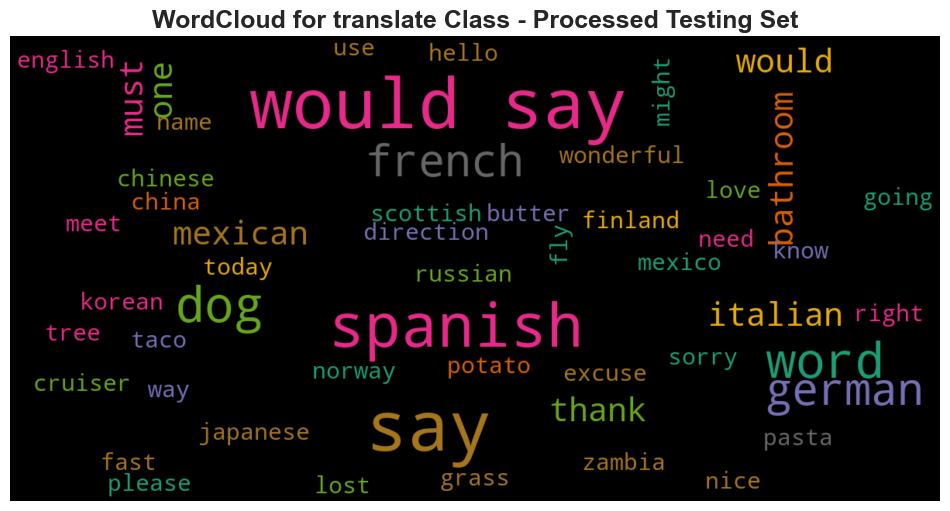 WordCloud for translate Class - Processed Testing Set
english
must
one
name
use
hello
would say
might
would
french
wonderful
bathroom
chinese
china
love
going
meet
mexican
scottish
butter
direction
finland
fly
need
know
today
russian
mexico
korean
dog
tree
taco
spanish
italian
right
norway
potato
excuse
sorry
word
german
cruiser
way
say
thank
japanese
pasta
fast
please
lost
grass
zambia
nice